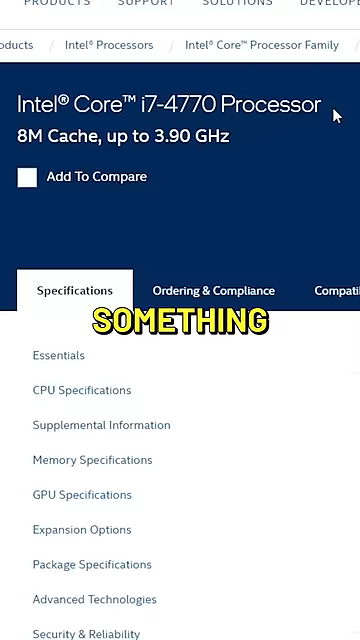 PRODUCTS SUPPORT SOLUTIONS
Intel® Processors / Intel® Core™ Processor Family /
Intel® Core™ i7-4770 Processor
8M Cache, up to 3.90 GHz
Add To Compare
Specifications Ordering & Compliance
SOMETHING
Essentials
CPU Specifications
Supplemental Information
Memory Specifications
GPU Specifications
Expansion Options
Package Specifications
Advanced Technologies
Security & Reliability